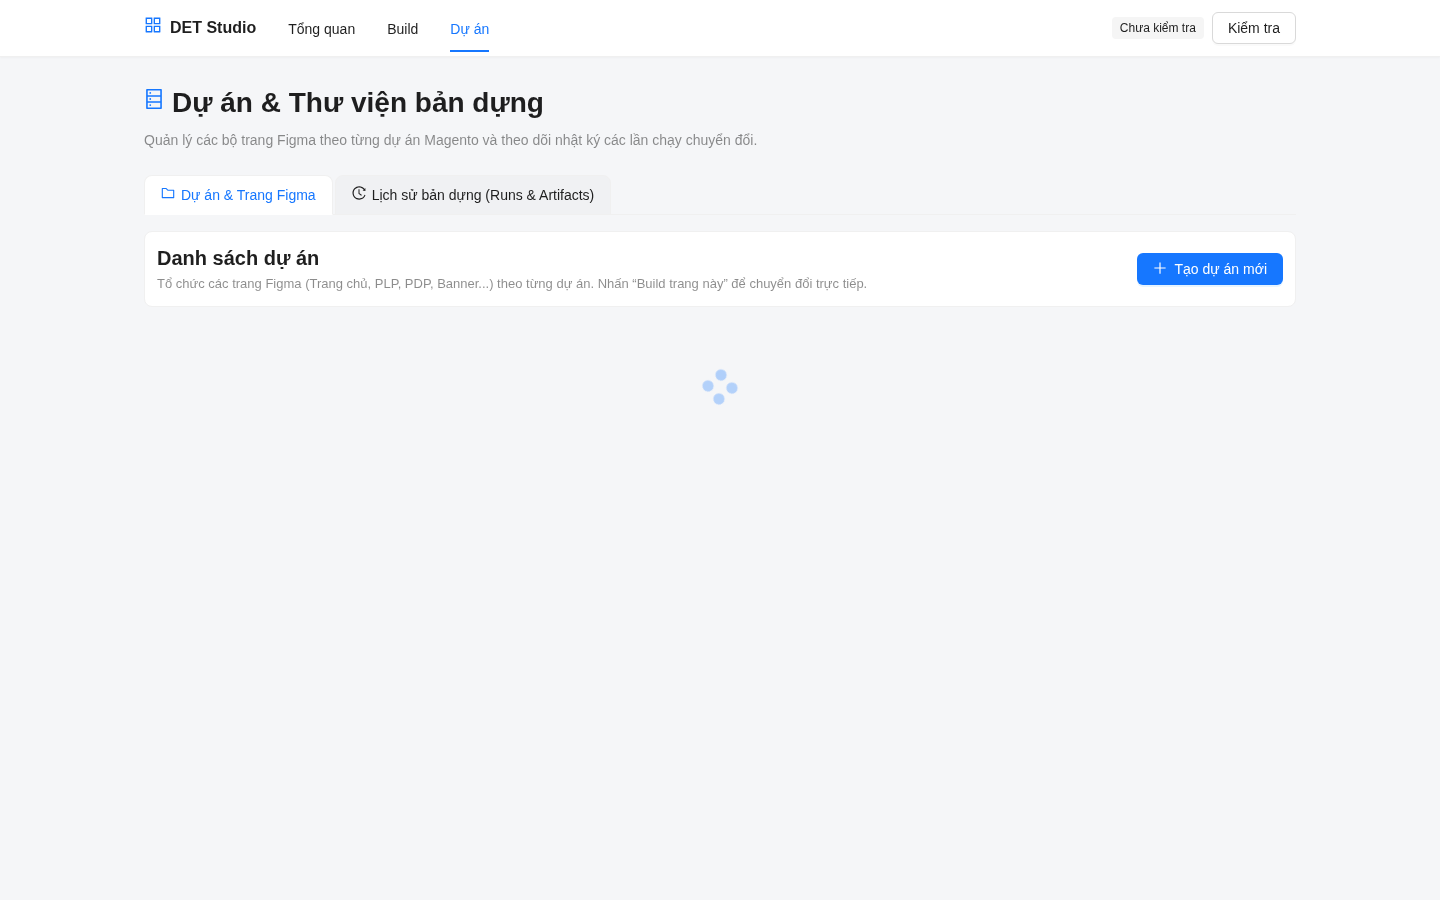 DET Studio
Tổng quan
Build
Dự án
Chưa kiểm tra
Kiểm tra
Dự án & Thư viện bản dựng
Quản lý các bộ trang Figma theo từng dự án Magento và theo dõi nhật ký các lần chạy chuyển đổi.
Dự án & Trang Figma
Lịch sử bản dựng (Runs & Artifacts)
Danh sách dự án
Tổ chức các trang Figma (Trang chủ, PLP, PDP, Banner...) theo từng dự án. Nhấn “Build trang này” để chuyển đổi trực tiếp.
Tạo dự án mới